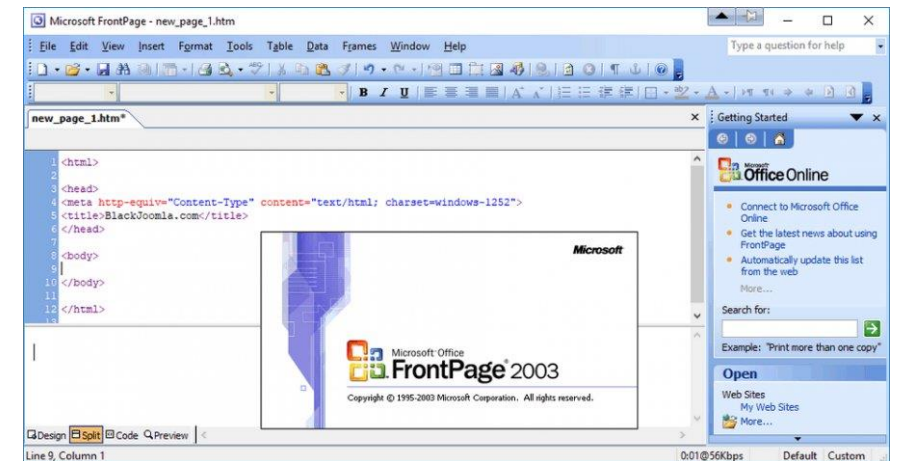 Microsoft FrontPage - new_page_1.htm
File Edit View Insert Format Tools Table Data Frames Window Help
Type a question for help
B I U
new_page_1.htm*
Getting Started
1 <html>
2
3 <head>
4 <meta http-equiv="Content-Type" content="text/html; charset=windows-1252">
5 <title>BlackJoomla.com</title>
6 </head>
7
8 <body>
9
10 </body>
11
12 </html>
13
Microsoft
Microsoft Office
FrontPage 2003
Copyright © 1995-2003 Microsoft Corporation. All rights reserved.
Microsoft
Office Online
Connect to Microsoft Office
Online
Get the latest news about using
FrontPage
Automatically update this list
from the web
More...
Search for:
Example: "Print more than one copy"
Open
Web Sites
My Web Sites
More...
Design Split Code Preview
Line 9, Column 1
0:01@56Kbps Default Custom